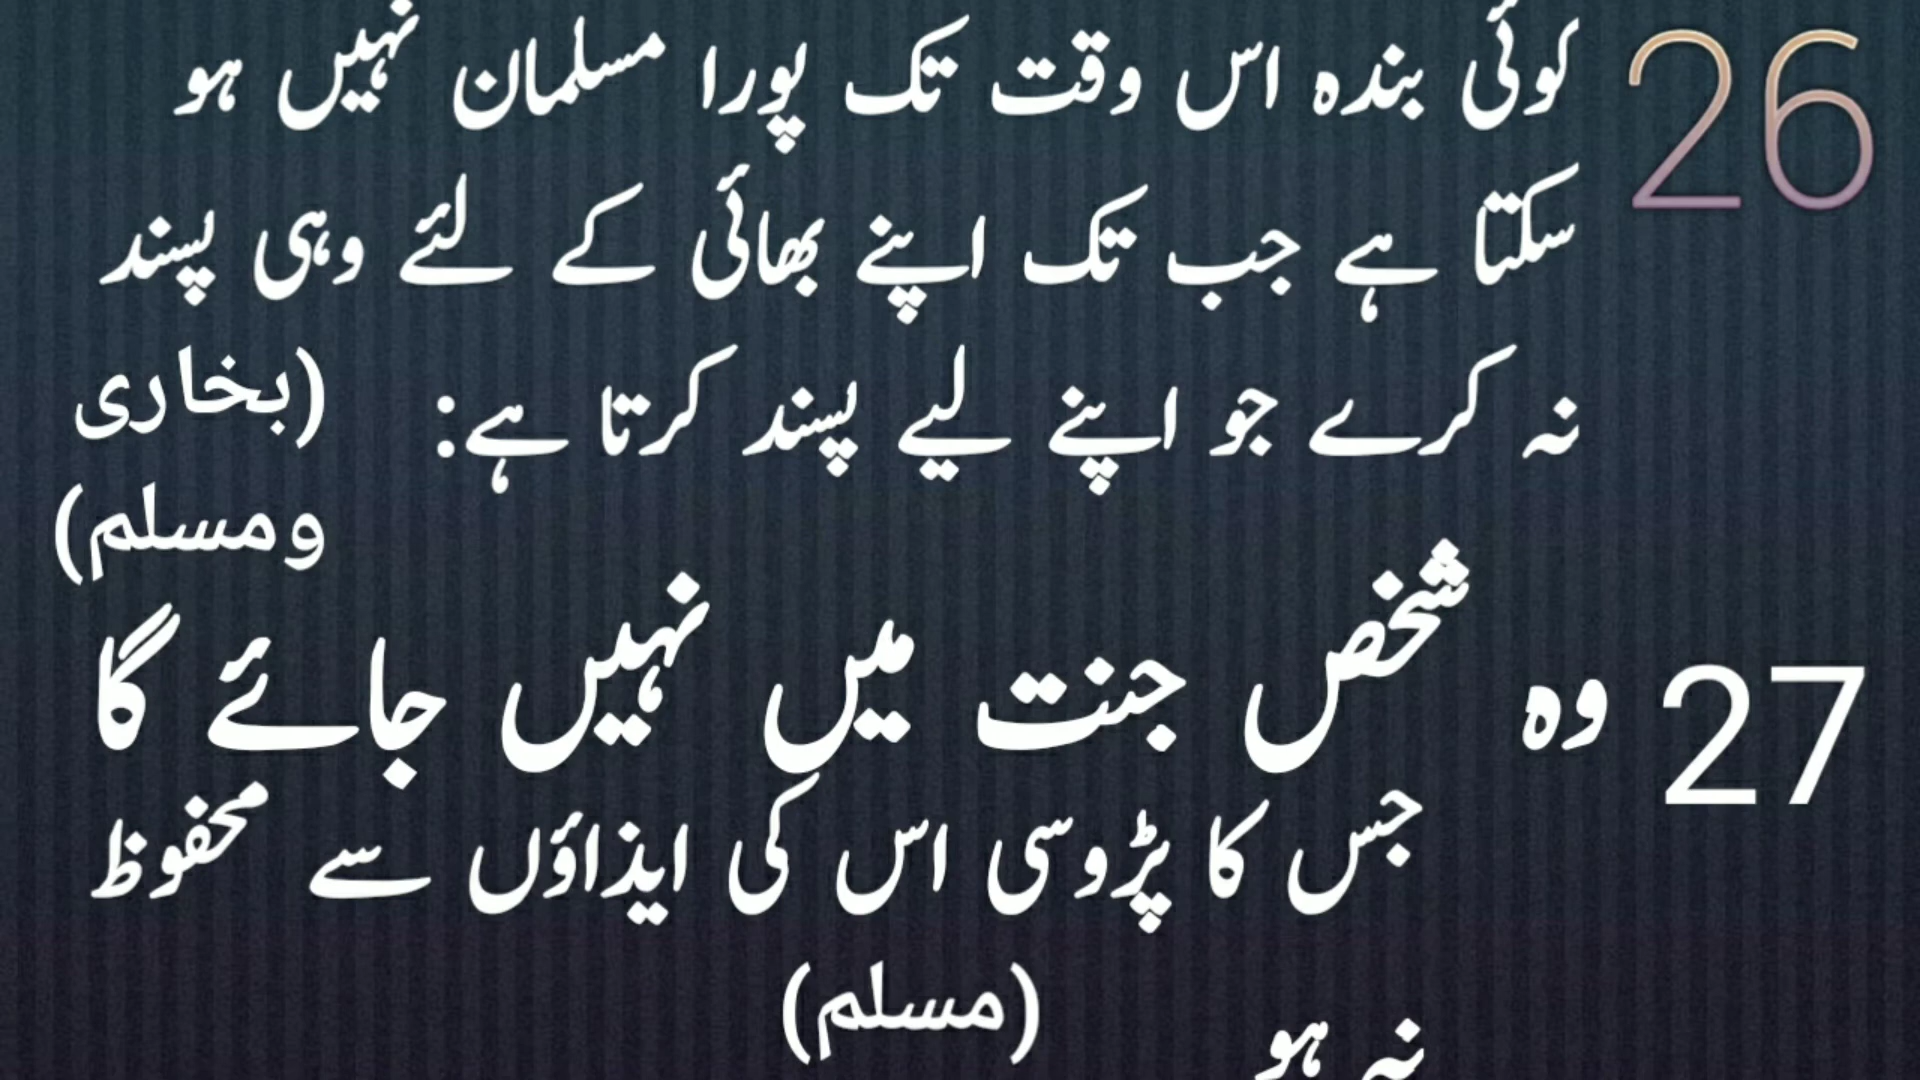 26 کوئی بندہ اس وقت تک پورا مسلمان نہیں ہو
سکتا ہے جب تک اپنے بھائی کے لئے وہی پسند
نہ کرے جو اپنے لیے پسند کرتا ہے: (بخاری
ومسلم)
27 وہ شخص جنت میں نہیں جائے گا
جس کا پڑوسی اس کی ایذاؤں سے محفوظ
نہ ہو (مسلم)